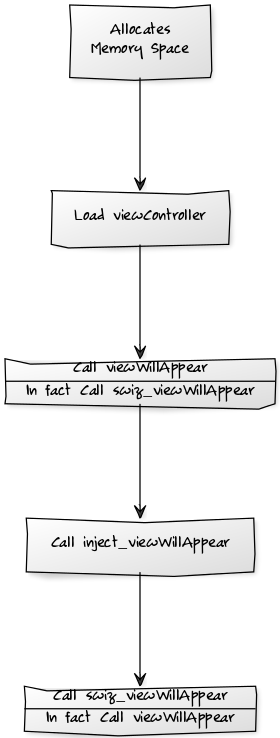 Allocates
Memory Space
Load viewController
Call viewWillAppear
In fact Call swiz_viewWillAppear
Call inject_viewWillAppear
Call swiz_viewWillAppear
In fact Call viewWillAppear